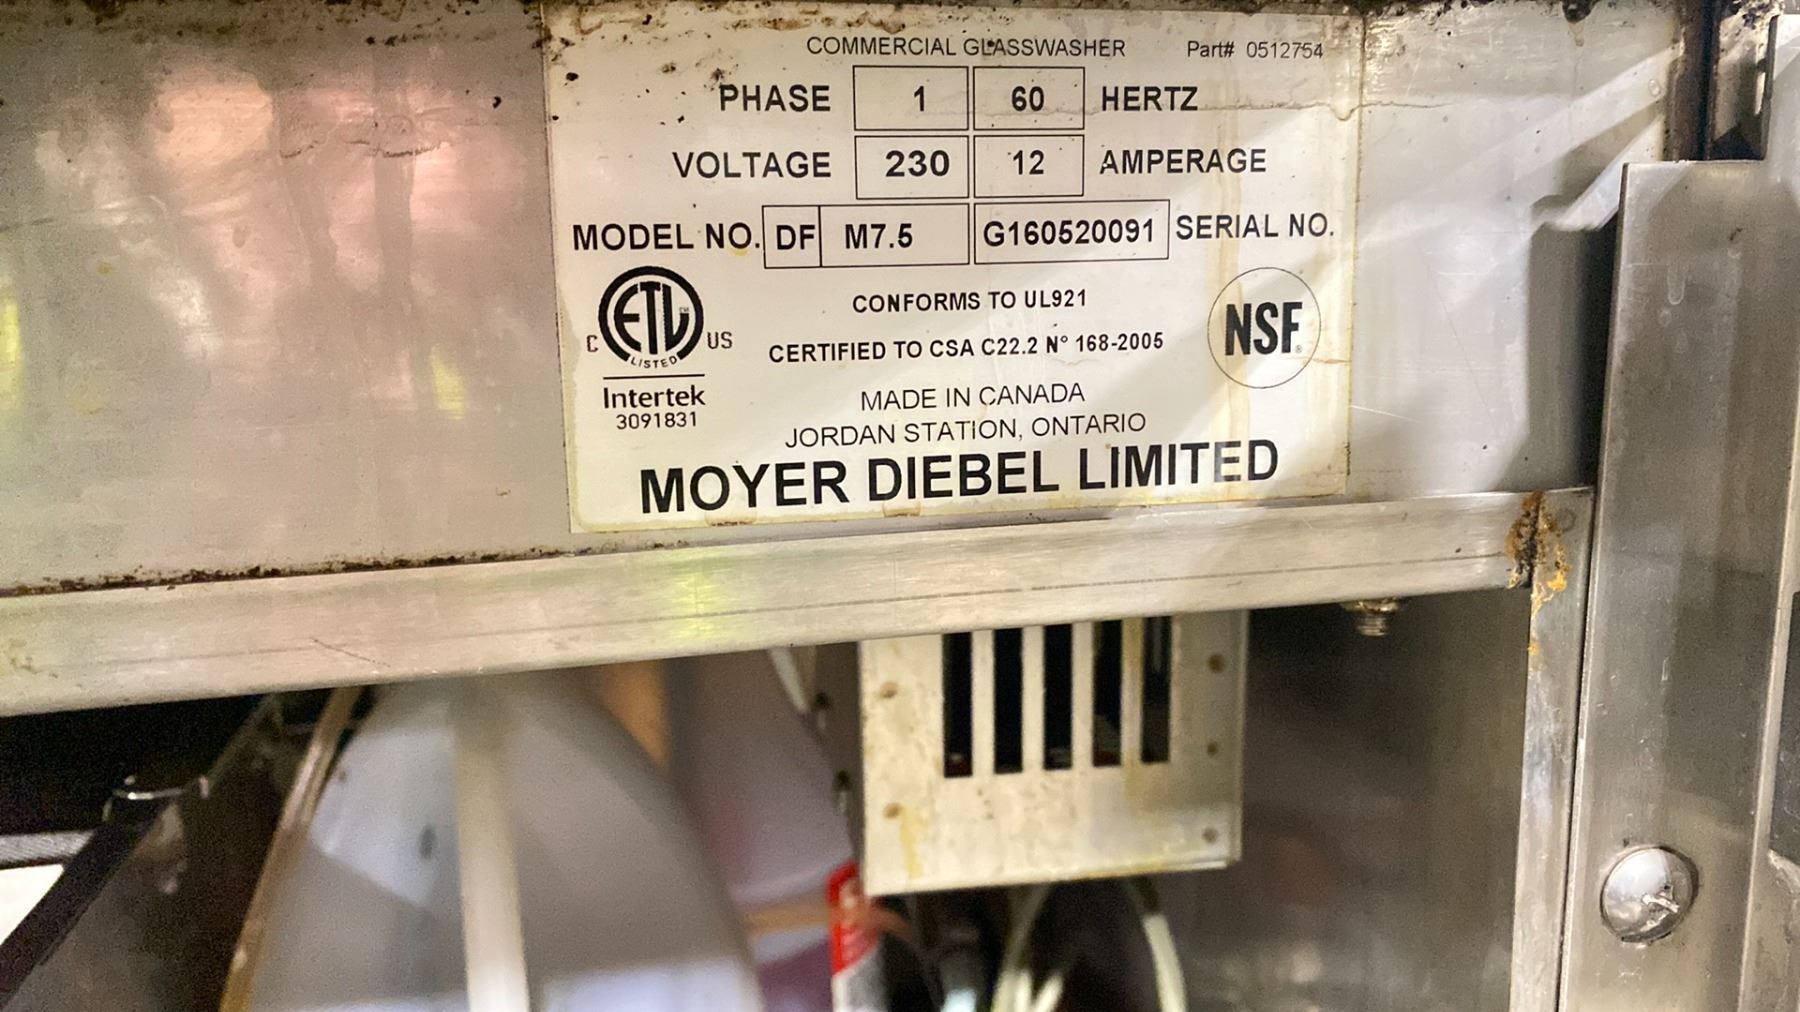 COMMERCIAL GLASSWASHER Part# 0512754
PHASE 1 60 HERTZ
VOLTAGE 230 12 AMPERAGE
MODEL NO. DF M7.5 G160520091 SERIAL NO.
CONFORMS TO UL921
CERTIFIED TO CSA C22.2 N° 168-2005
C ETL US
LISTED
Intertek
3091831
NSF
MADE IN CANADA
JORDAN STATION, ONTARIO
MOYER DIEBEL LIMITED